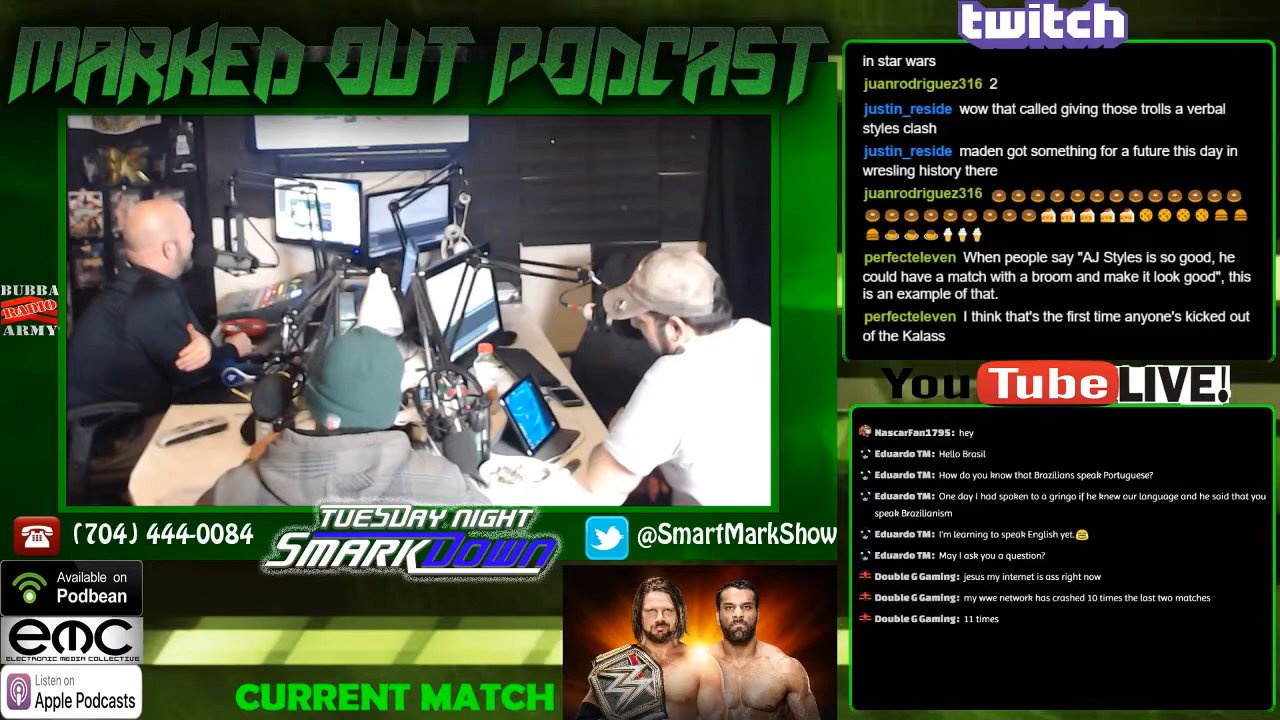 MARKED OUT PODCAST
twitch
in star wars
juanrodriguez316 2
justin_reside wow that called giving those trolls a verbal
styles clash
justin_reside maden got something for a future this day in
wresling history there
juanrodriguez316
perfecteleven When people say "AJ Styles is so good, he
could have a match with a broom and make it look good", this
is an example of that.
perfecteleven I think that's the first time anyone's kicked out
of the Kalass
BUBBA
RADIO
ARMY
You Tube LIVE!
NascarFan1795: hey
Eduardo TM: Hello Brasil
Eduardo TM: How do you know that Brazilians speak Portuguese?
Eduardo TM: One day I had spoken to a gringo if he knew our language and he said that you
speak Brazilianism
Eduardo TM: I'm learning to speak English yet.😅
Eduardo TM: May I ask you a question?
Double G Gaming: jesus my internet is ass right now
Double G Gaming: my wwe network has crashed 10 times the last two matches
Double G Gaming: 11 times
(704) 444-0084
TUESDAY NIGHT
SMARKDOWN
@SmartMarkShow
Available on
Podbean
emc
ELECTRONIC MEDIA COLLECTIVE
Listen on
Apple Podcasts
CURRENT MATCH